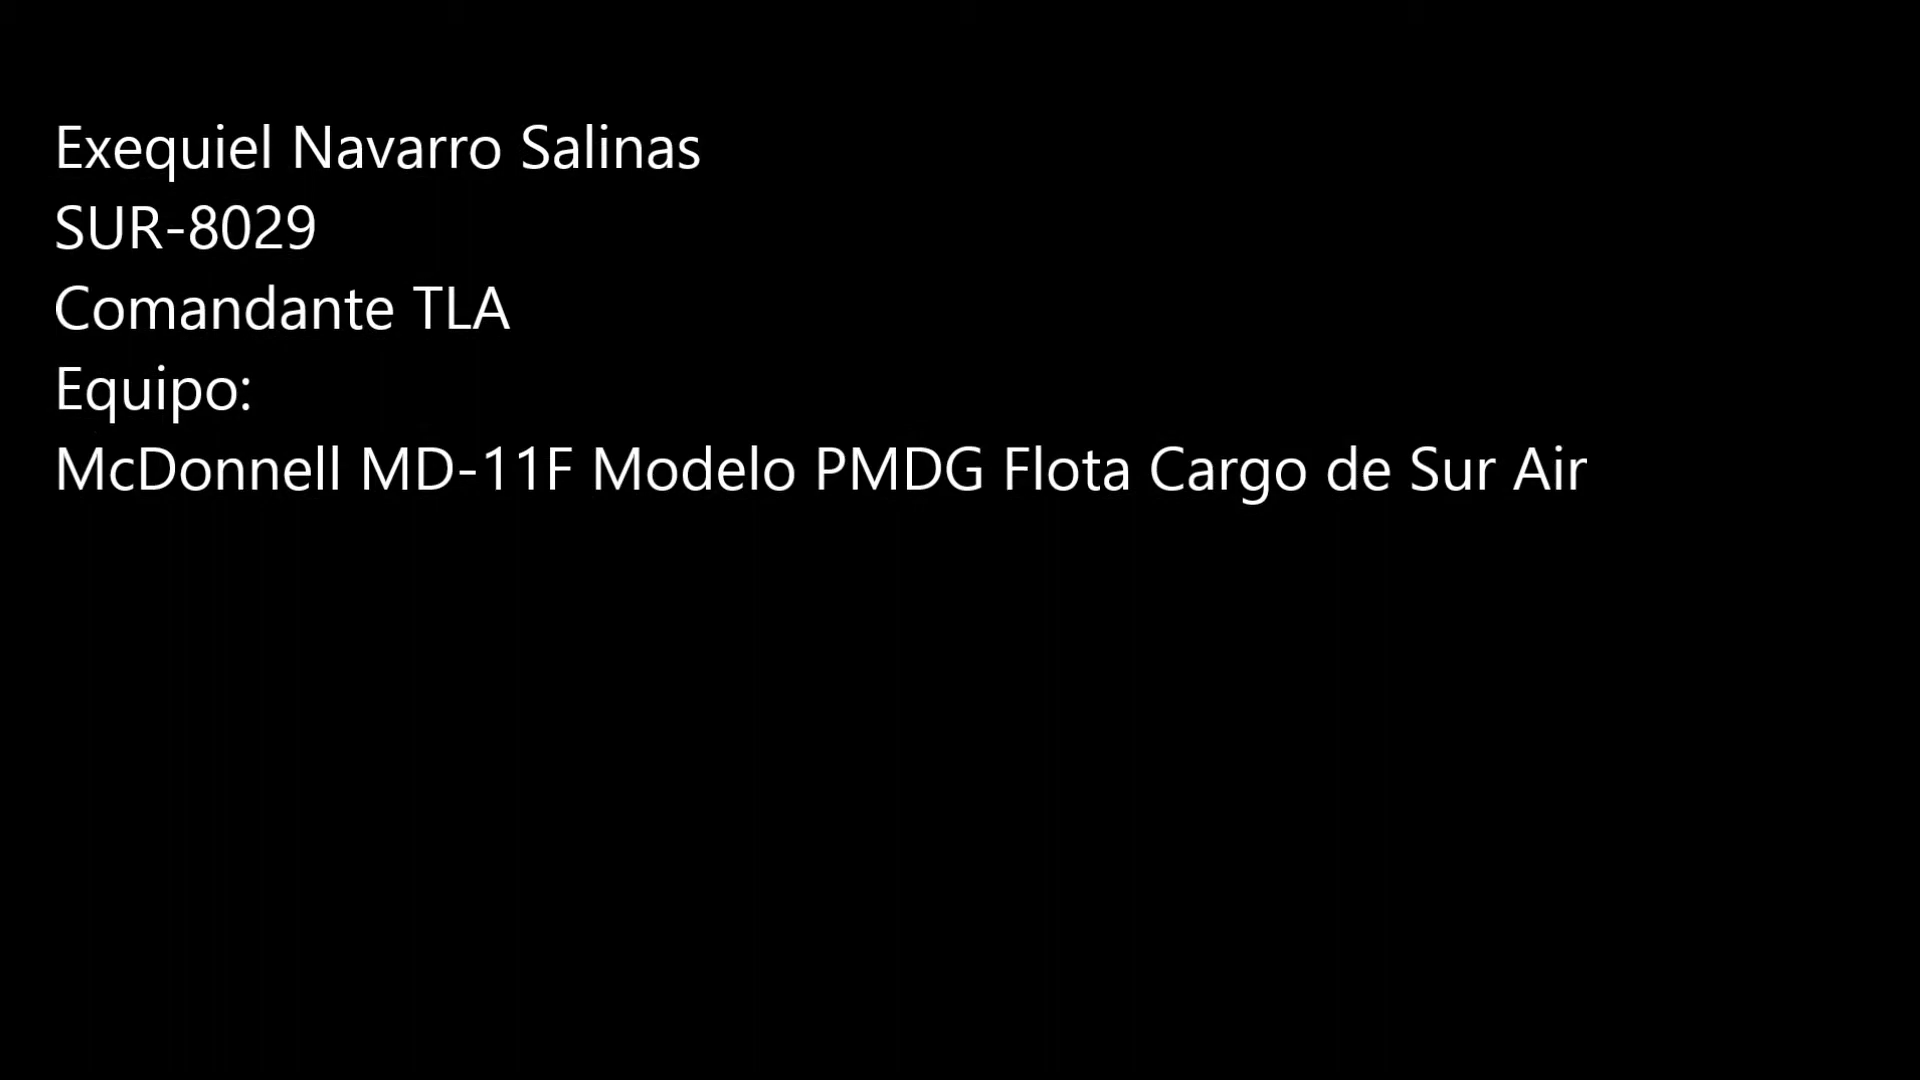 Exequiel Navarro Salinas
SUR-8029
Comandante TLA
Equipo:
McDonnell MD-11F Modelo PMDG Flota Cargo de Sur Air